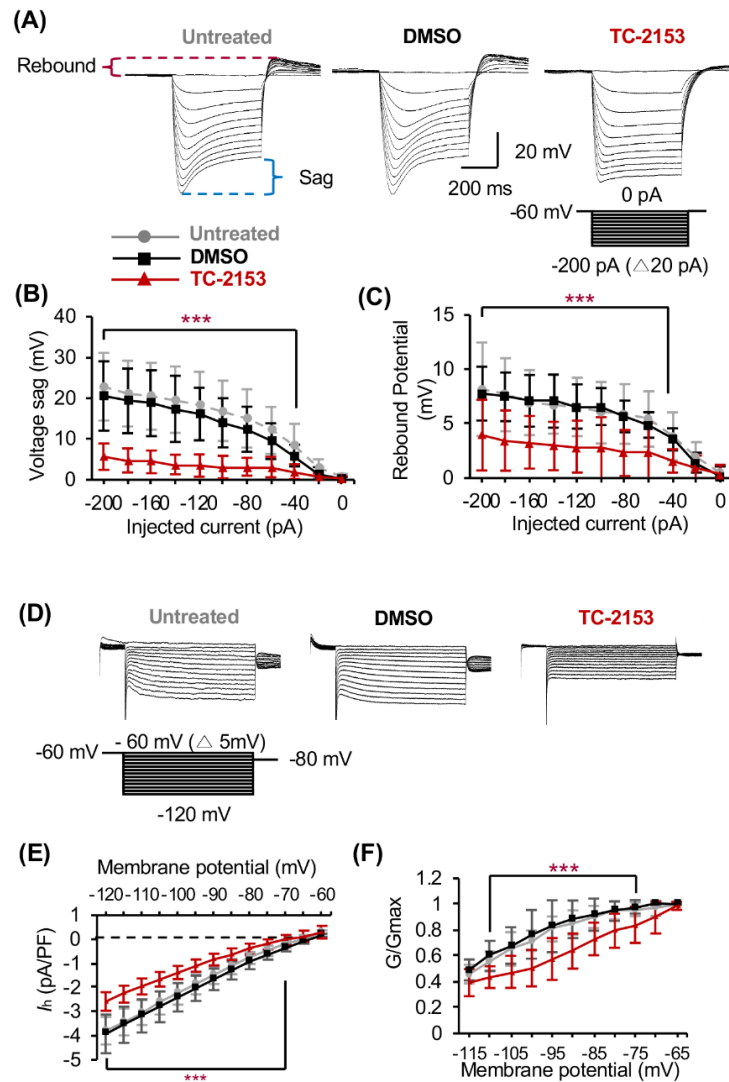 (A)
Untreated
DMSO
TC-2153
Rebound
Sag
20 mV
200 ms
0 pA
-60 mV
-200 pA (△20 pA)
Untreated
DMSO
TC-2153
(B)
***
40
30
20
10
0
Voltage sag (mV)
-200 -160 -120 -80 -40 0
Injected current (pA)
(C)
***
15
10
5
0
Rebound Potential
(mV)
-200 -160 -120 -80 -40 0
Injected current (pA)
(D)
Untreated
DMSO
TC-2153
-60 mV
- 60 mV (△ 5mV)
-80 mV
-120 mV
(E)
Membrane potential (mV)
-120 -110 -100 -90 -80 -70 -60
1
0
-1
-2
-3
-4
-5
Ih (pA/PF)
***
(F)
***
1.2
1
0.8
0.6
0.4
0.2
0
G/Gmax
-115 -105 -95 -85 -75 -65
Membrane potential (mV)